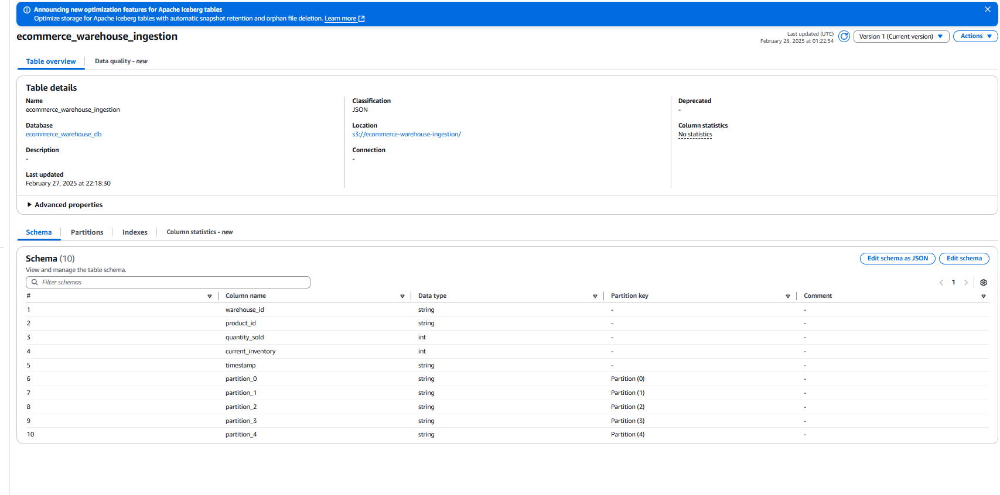 Announcing new optimization features for Apache Iceberg tables
Optimize storage for Apache Iceberg tables with automatic snapshot retention and orphan file deletion. Learn more
ecommerce_warehouse_ingestion
Last updated (UTC)
February 28, 2025 at 01:22:54
Version 1 (Current version)
Actions
Table overview
Data quality - new
Table details
Name
ecommerce_warehouse_ingestion
Database
ecommerce_warehouse_db
Description
-
Last updated
February 27, 2025 at 22:18:30
Classification
JSON
Location
s3://ecommerce-warehouse-ingestion/
Connection
-
Deprecated
-
Column statistics
No statistics
Advanced properties
Schema
Partitions
Indexes
Column statistics - new
Schema (10)
View and manage the table schema.
Edit schema as JSON
Edit schema
Filter schemas
1
# Column name Data type Partition key Comment
1 warehouse_id string - -
2 product_id string - -
3 quantity_sold int - -
4 current_inventory int - -
5 timestamp string - -
6 partition_0 string Partition (0) -
7 partition_1 string Partition (1) -
8 partition_2 string Partition (2) -
9 partition_3 string Partition (3) -
10 partition_4 string Partition (4) -